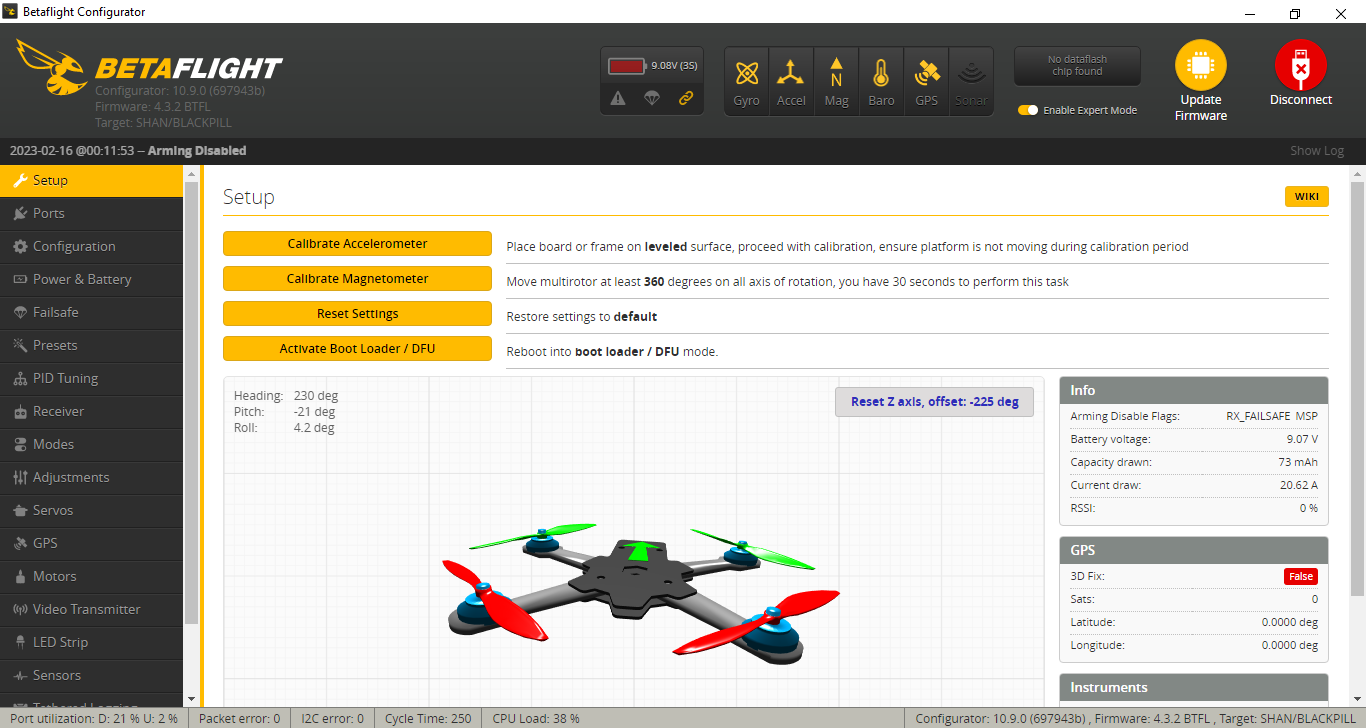 Betaflight Configurator
BETAFLIGHT
Configurator: 10.9.0 (697943b)
Firmware: 4.3.2 BTFL
Target: SHAN/BLACKPILL
9.08V (3S)
Gyro
Accel
N
Mag
Baro
GPS
Sonar
No dataflash
chip found
Enable Expert Mode
Update
Firmware
Disconnect
2023-02-16 @00:11:53 -- Arming Disabled
Show Log
Setup
Ports
Configuration
Power & Battery
Failsafe
Presets
PID Tuning
Receiver
Modes
Adjustments
Servos
GPS
Motors
Video Transmitter
LED Strip
Sensors
Tethered Logging
Setup
WIKI
Calibrate Accelerometer
Place board or frame on leveled surface, proceed with calibration, ensure platform is not moving during calibration period
Calibrate Magnetometer
Move multirotor at least 360 degrees on all axis of rotation, you have 30 seconds to perform this task
Reset Settings
Restore settings to default
Activate Boot Loader / DFU
Reboot into boot loader / DFU mode.
Heading: 230 deg
Pitch: -21 deg
Roll: 4.2 deg
Reset Z axis, offset: -225 deg
Info
Arming Disable Flags: RX_FAILSAFE MSP
Battery voltage: 9.07 V
Capacity drawn: 73 mAh
Current draw: 20.62 A
RSSI: 0 %
GPS
3D Fix: False
Sats: 0
Latitude: 0.0000 deg
Longitude: 0.0000 deg
Instruments
Port utilization: D: 21 % U: 2 %
Packet error: 0
I2C error: 0
Cycle Time: 250
CPU Load: 38 %
Configurator: 10.9.0 (697943b) , Firmware: 4.3.2 BTFL , Target: SHAN/BLACKPILL